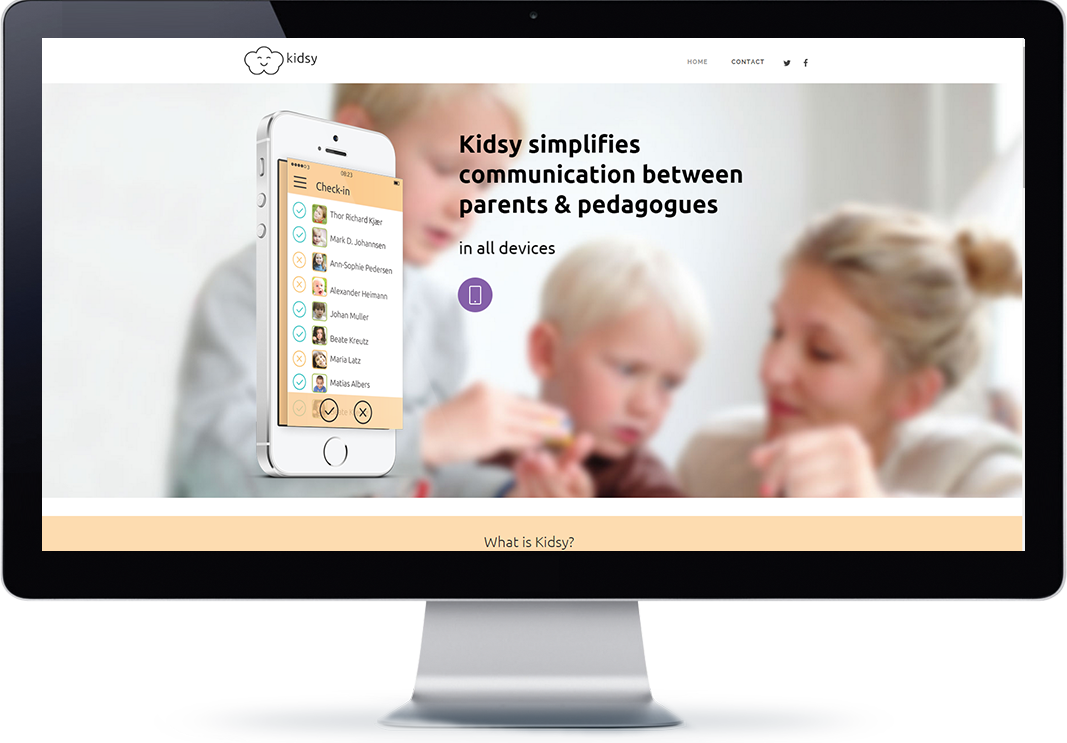 kidsy
HOME
CONTACT
Kidsy simplifies
communication between
parents & pedagogues
in all devices
08:23
Check-in
Thor Richard Kjær
Mark D. Johannsen
Ann-Sophie Pedersen
Alexander Heimann
Johan Muller
Beate Kreutz
Maria Latz
Matias Albers
What is Kidsy?